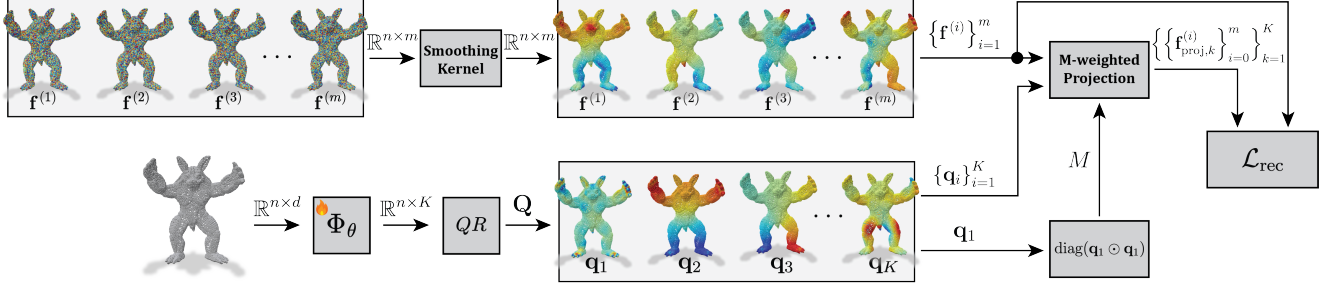 f^(1) f^(2) f^(3) ... f^(m)
ℝ^{n×m}
Smoothing
Kernel
ℝ^{n×m}
f^(1) f^(2) f^(3) ... f^(m)
{f^(i)}_{i=1}^m
M-weighted
Projection
{{f_{proj,k}^{(i)}}_{i=0}^m}_{k=1}^K
ℒ_rec
ℝ^{n×d}
Φ_θ
ℝ^{n×K}
QR
Q
q_1 q_2 q_3 ... q_K
{q_i}_{i=1}^K
q_1
M
diag(q_1 ⊙ q_1)